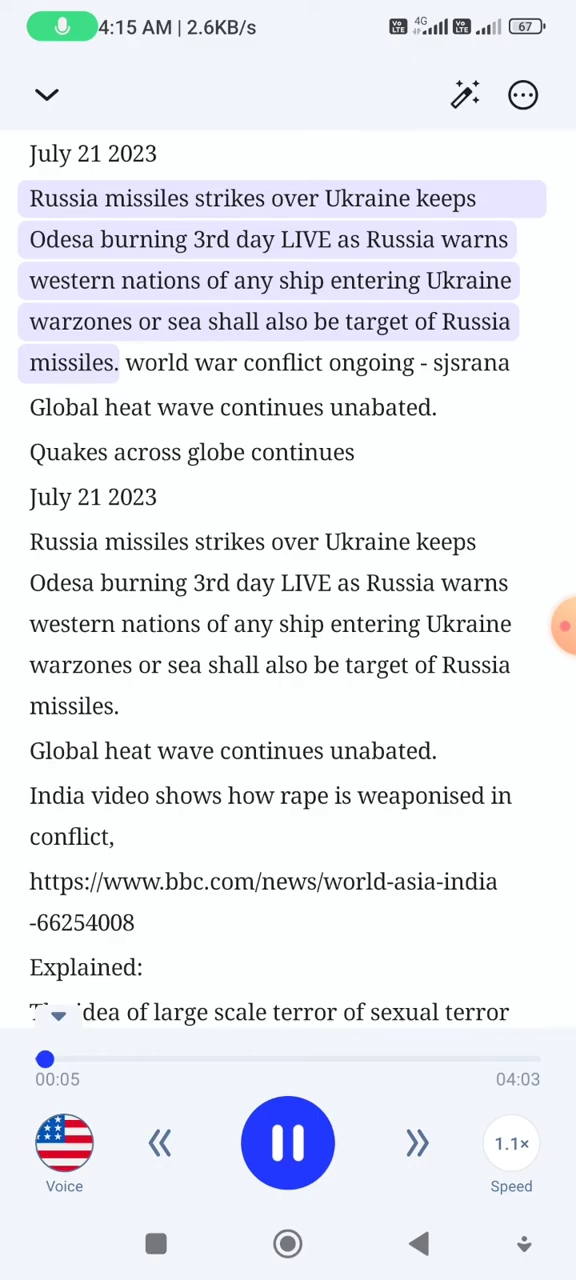 4:15 AM | 2.6KB/s
Vo LTE 4G Vo LTE 67
July 21 2023
Russia missiles strikes over Ukraine keeps
Odesa burning 3rd day LIVE as Russia warns
western nations of any ship entering Ukraine
warzones or sea shall also be target of Russia
missiles. world war conflict ongoing - sjsrana
Global heat wave continues unabated.
Quakes across globe continues
July 21 2023
Russia missiles strikes over Ukraine keeps
Odesa burning 3rd day LIVE as Russia warns
western nations of any ship entering Ukraine
warzones or sea shall also be target of Russia
missiles.
Global heat wave continues unabated.
India video shows how rape is weaponised in
conflict,
https://www.bbc.com/news/world-asia-india
-66254008
Explained:
idea of large scale terror of sexual terror
00:05 04:03
1.1×
Voice Speed